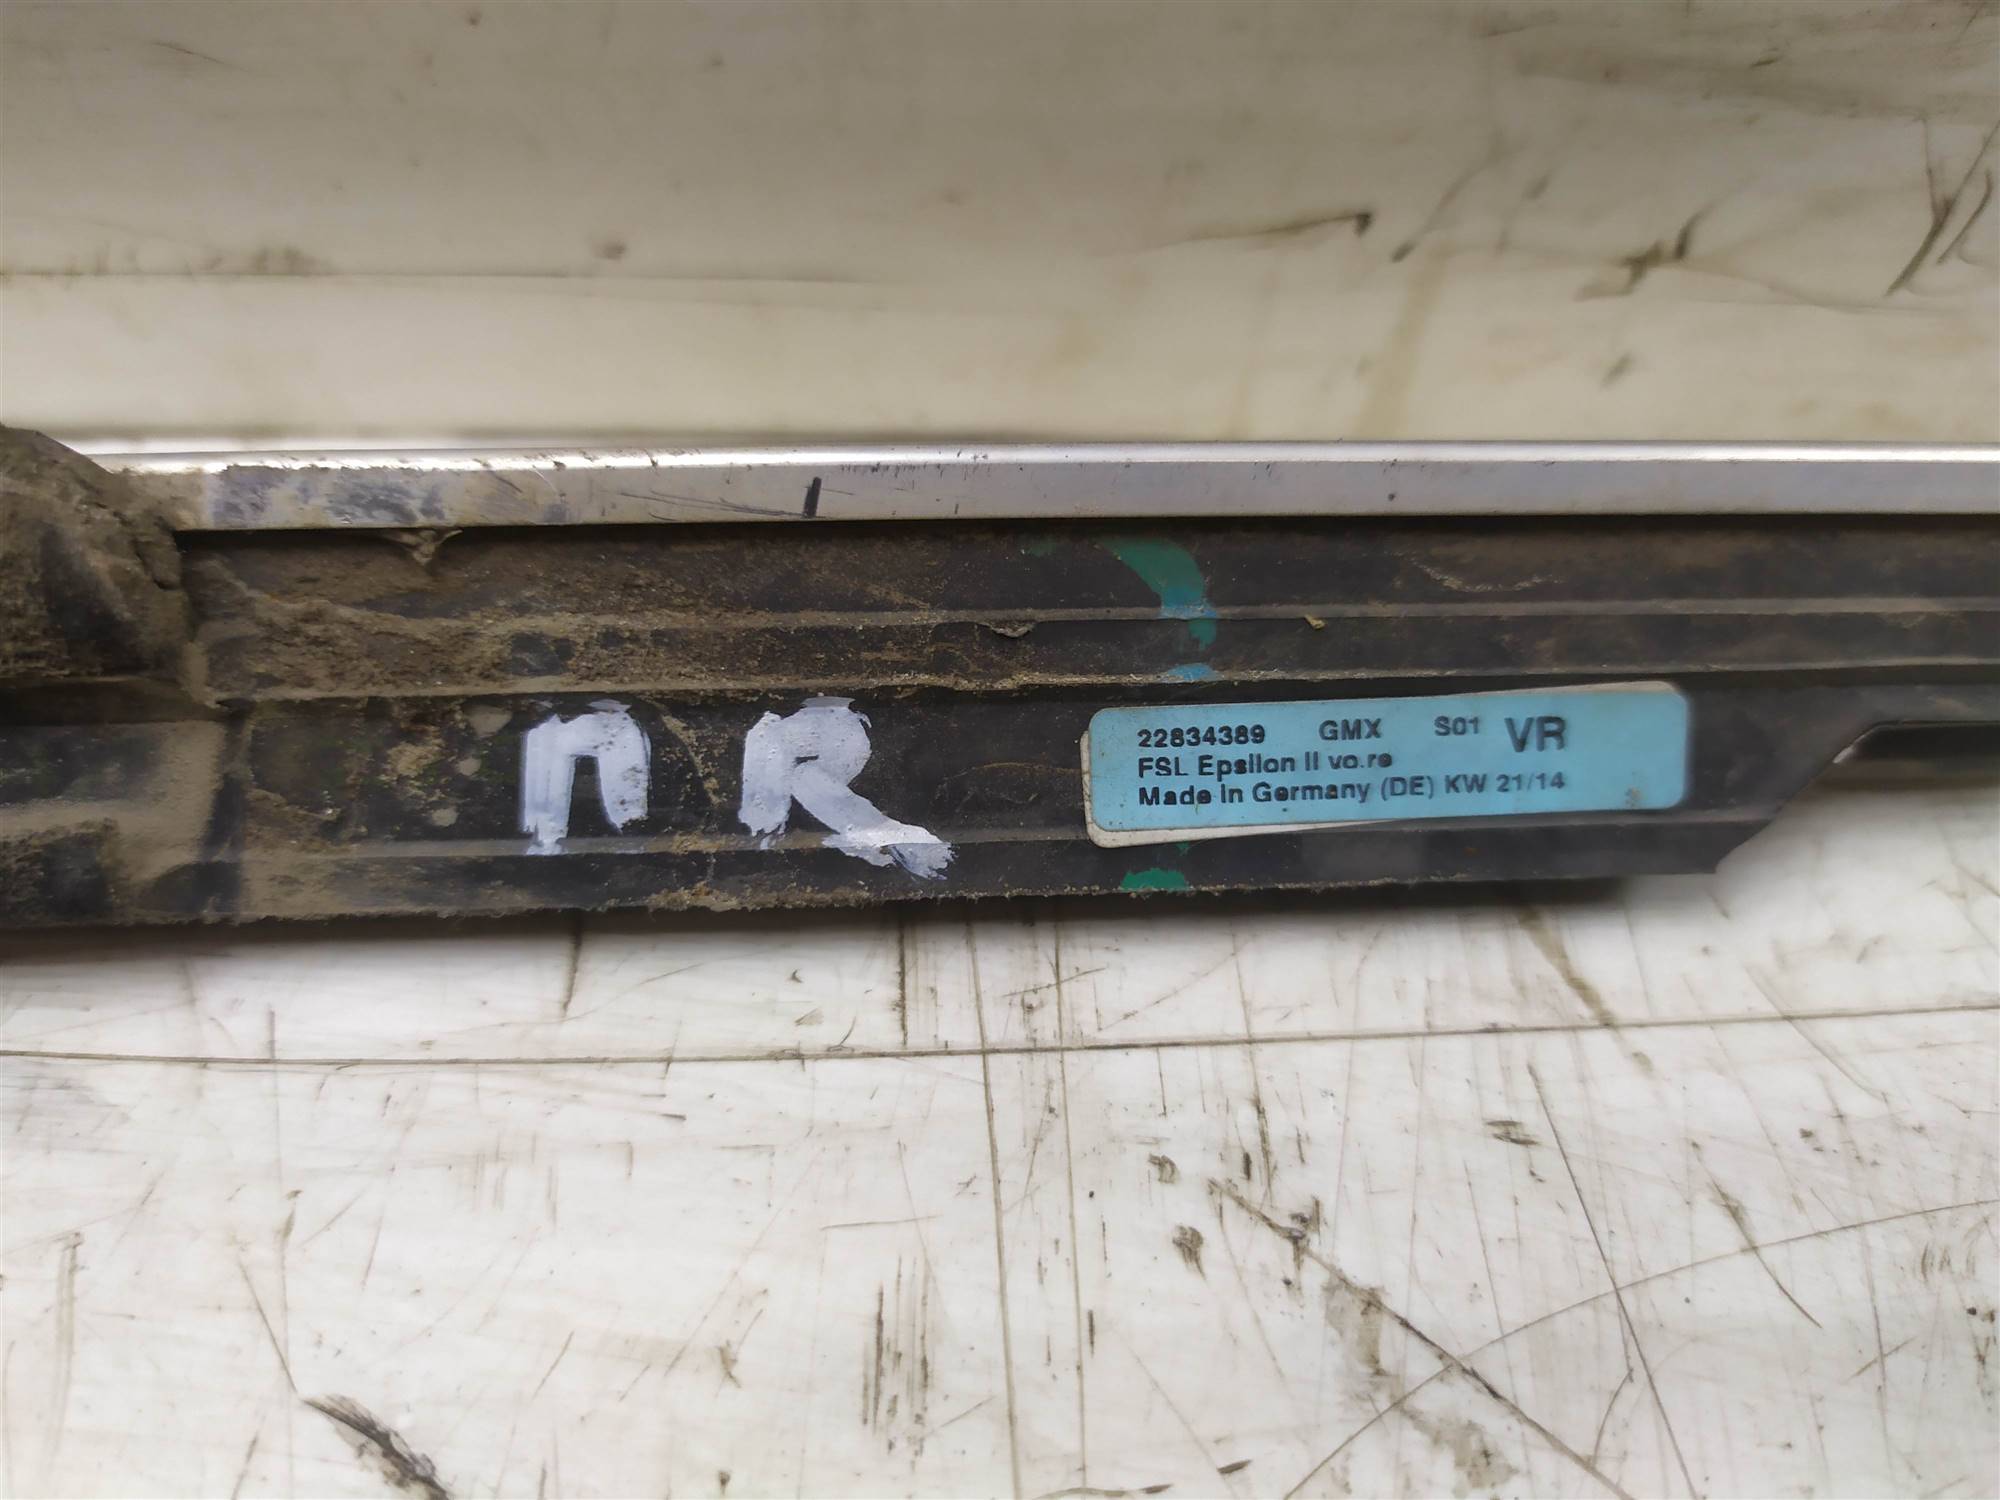 ПR
22834389 GMX S01 VR
FSL Epsilon II vo.re
Made in Germany (DE) KW 21/14